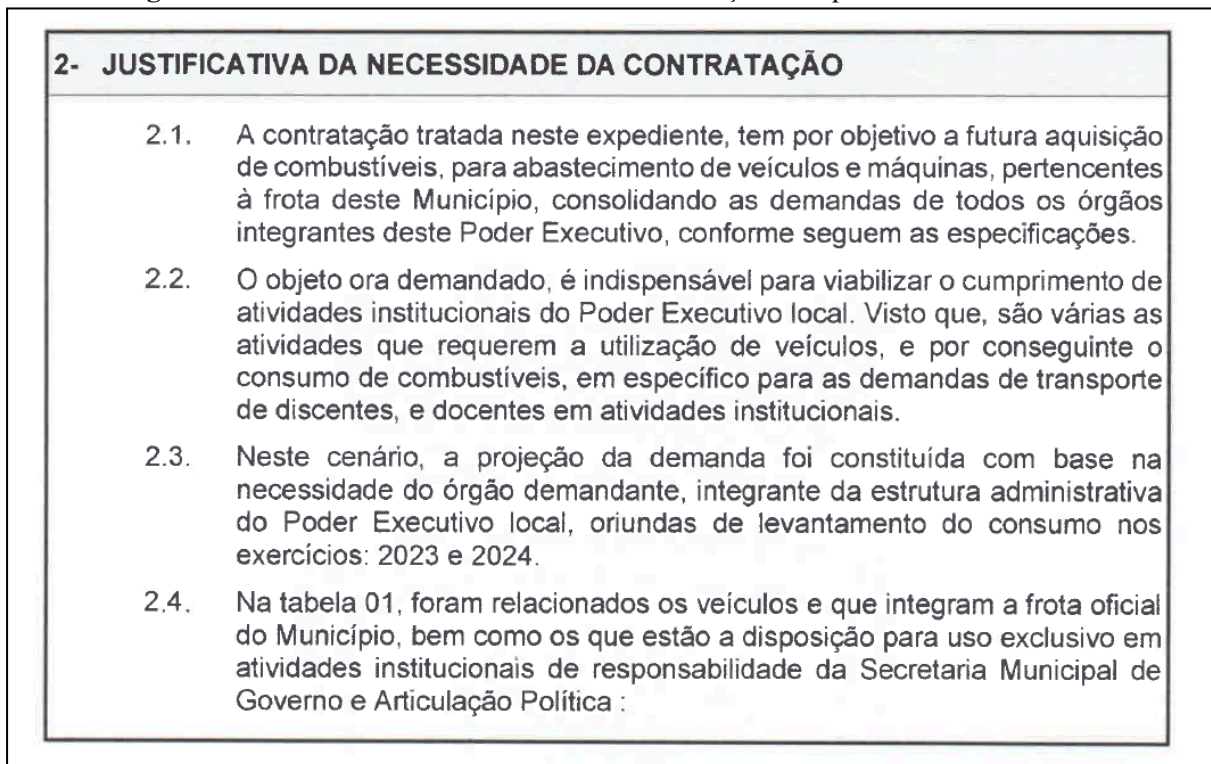 2- JUSTIFICATIVA DA NECESSIDADE DA CONTRATAÇÃO
2.1. A contratação tratada neste expediente, tem por objetivo a futura aquisição
de combustíveis, para abastecimento de veículos e máquinas, pertencentes
à frota deste Município, consolidando as demandas de todos os órgãos
integrantes deste Poder Executivo, conforme seguem as especificações.
2.2. O objeto ora demandado, é indispensável para viabilizar o cumprimento de
atividades institucionais do Poder Executivo local. Visto que, são várias as
atividades que requerem a utilização de veículos, e por conseguinte o
consumo de combustíveis, em específico para as demandas de transporte
de discentes, e docentes em atividades institucionais.
2.3. Neste cenário, a projeção da demanda foi constituída com base na
necessidade do órgão demandante, integrante da estrutura administrativa
do Poder Executivo local, oriundas de levantamento do consumo nos
exercícios: 2023 e 2024.
2.4. Na tabela 01, foram relacionados os veículos e que integram a frota oficial
do Município, bem como os que estão a disposição para uso exclusivo em
atividades institucionais de responsabilidade da Secretaria Municipal de
Governo e Articulação Política :